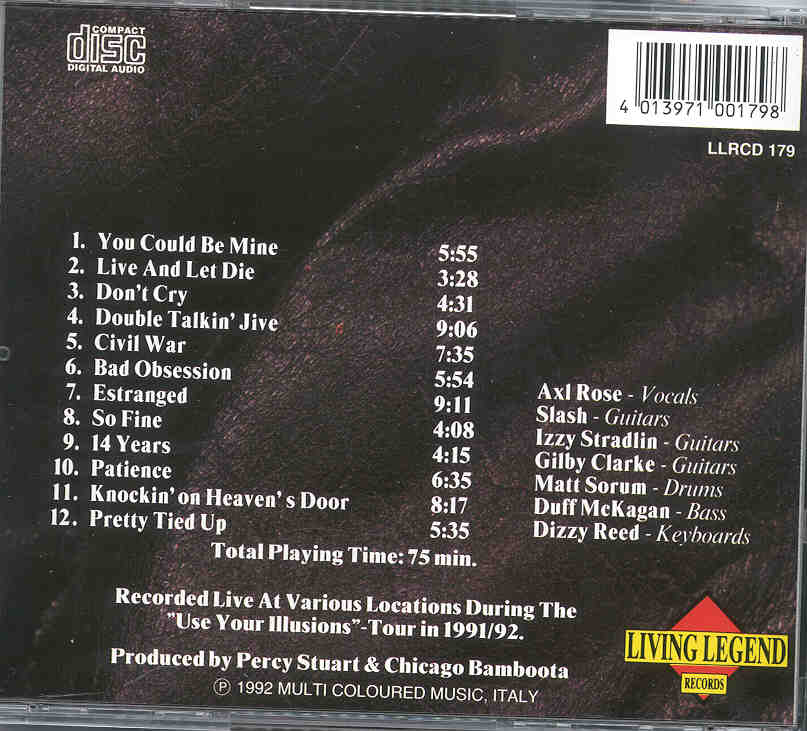 COMPACT
disc
DIGITAL AUDIO
4 013971 001798
LLRCD 179
1. You Could Be Mine 5:55
2. Live And Let Die 3:28
3. Don't Cry 4:31
4. Double Talkin' Jive 9:06
5. Civil War 7:35
6. Bad Obsession 5:54
7. Estranged 9:11
8. So Fine 4:08
9. 14 Years 4:15
10. Patience 6:35
11. Knockin' on Heaven's Door 8:17
12. Pretty Tied Up 5:35
Total Playing Time: 75 min.
Axl Rose - Vocals
Slash - Guitars
Izzy Stradlin - Guitars
Gilby Clarke - Guitars
Matt Sorum - Drums
Duff McKagan - Bass
Dizzy Reed - Keyboards
Recorded Live At Various Locations During The
"Use Your Illusions"-Tour in 1991/92.
Produced by Percy Stuart & Chicago Bamboota
℗ 1992 MULTI COLOURED MUSIC, ITALY
LIVING LEGEND
RECORDS